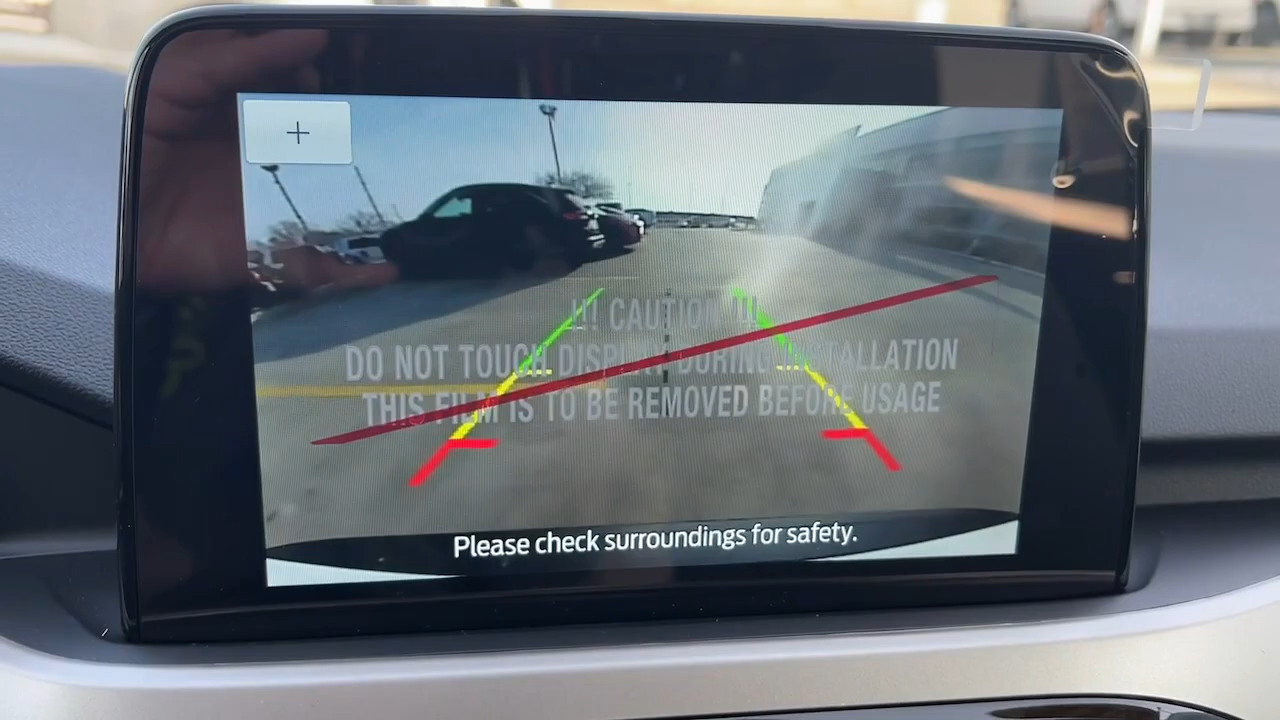 +
!!! CAUTION !!!
DO NOT TOUCH DISPLAY DURING INSTALLATION
THIS FILM IS TO BE REMOVED BEFORE USAGE
Please check surroundings for safety.